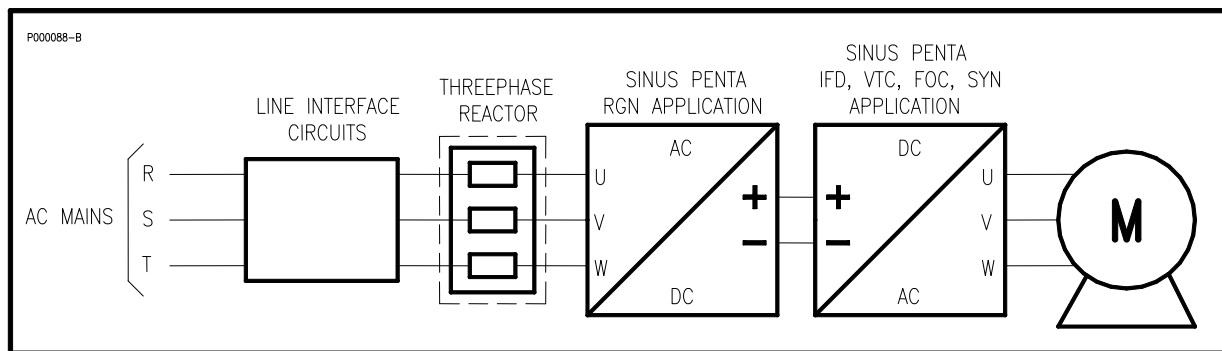 P000088-B
AC MAINS
R
S
T
LINE INTERFACE
CIRCUITS
THREEPHASE
REACTOR
SINUS PENTA
RGN APPLICATION
U
V
W
AC
DC
+
−
SINUS PENTA
IFD, VTC, FOC, SYN
APPLICATION
+
−
DC
AC
U
V
W
M